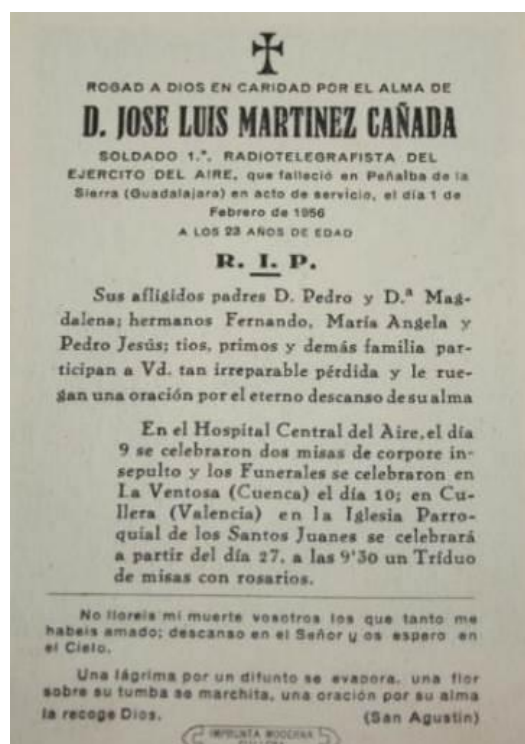 ROGAD A DIOS EN CARIDAD POR EL ALMA DE
D. JOSE LUIS MARTINEZ CAÑADA
SOLDADO 1.ª, RADIOTELEGRAFISTA DEL
EJERCITO DEL AIRE, que falleció en Peñalba de la
Sierra (Guadalajara) en acto de servicio, el día 1 de
Febrero de 1956
A LOS 23 AÑOS DE EDAD
R. I. P.
Sus afligidos padres D. Pedro y D.ª Mag-
dalena; hermanos Fernando, María Angela y
Pedro Jesús; tios, primos y demás familia par-
ticipan a Vd. tan irreparable pérdida y le rue-
gan una oración por el eterno descanso de su alma
En el Hospital Central del Aire, el día
9 se celebraron dos misas de corpore in-
sepulto y los Funerales se celebraron en
La Ventosa (Cuenca) el día 10; en Cu-
llera (Valencia) en la Iglesia Parro-
quial de los Santos Juanes se celebrará
a partir del día 27, a las 9'30 un Tríduo
de misas con rosarios.
No lloreis mi muerte vosotros los que tanto me
habeis amado; descanso en el Señor y os espero en
el Cielo.
Una lágrima por un difunto se evapora, una flor
sobre su tumba se marchita, una oración por su alma
la recoge Dios. (San Agustín)
IMPRENTA MODERNA